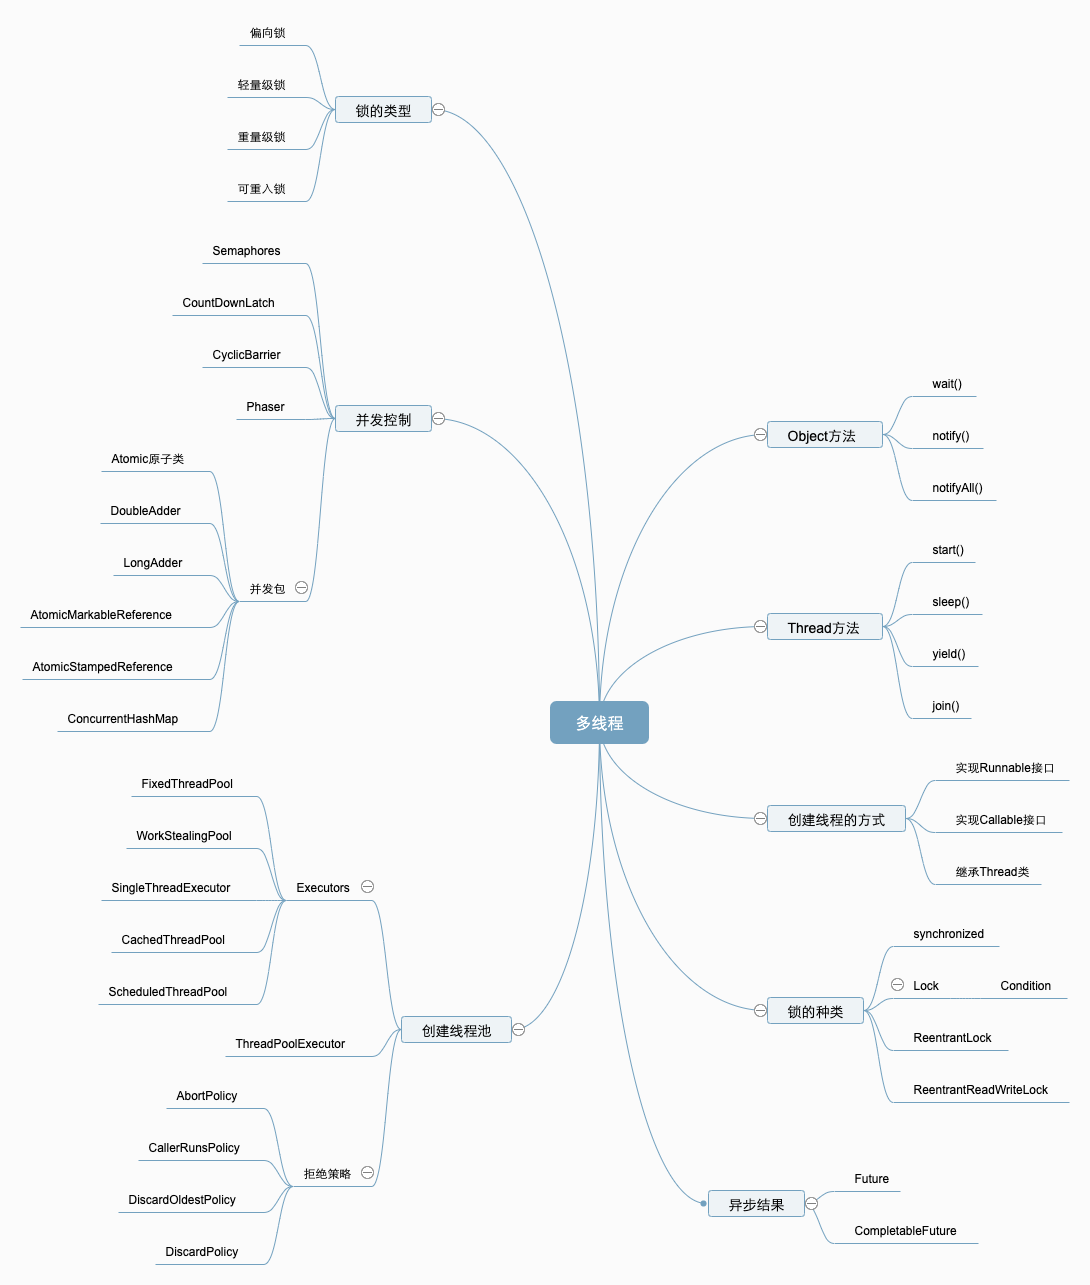 多线程
锁的类型
偏向锁
轻量级锁
重量级锁
可重入锁
并发控制
Semaphores
CountDownLatch
CyclicBarrier
Phaser
并发包
Atomic原子类
DoubleAdder
LongAdder
AtomicMarkableReference
AtomicStampedReference
ConcurrentHashMap
创建线程池
Executors
FixedThreadPool
WorkStealingPool
SingleThreadExecutor
CachedThreadPool
ScheduledThreadPool
ThreadPoolExecutor
拒绝策略
AbortPolicy
CallerRunsPolicy
DiscardOldestPolicy
DiscardPolicy
Object方法
wait()
notify()
notifyAll()
Thread方法
start()
sleep()
yield()
join()
创建线程的方式
实现Runnable接口
实现Callable接口
继承Thread类
锁的种类
synchronized
Lock
Condition
ReentrantLock
ReentrantReadWriteLock
异步结果
Future
CompletableFuture